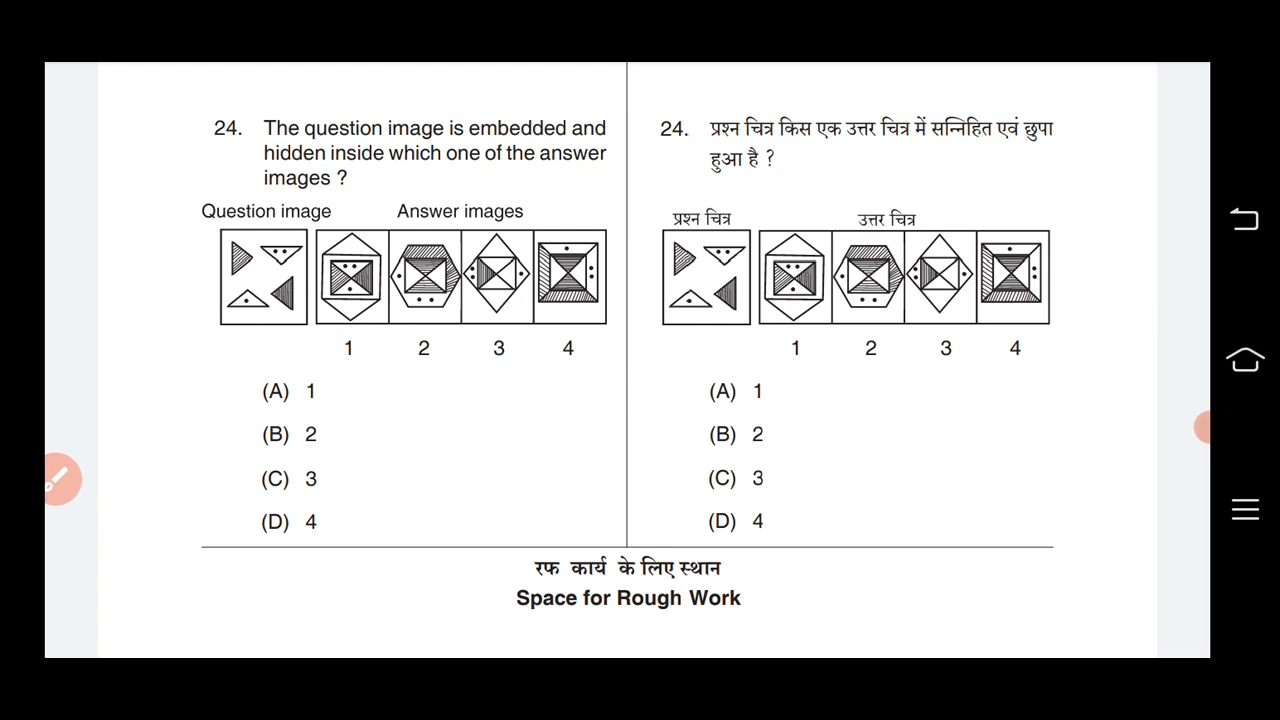 24. The question image is embedded and
hidden inside which one of the answer
images ?
Question image Answer images
1 2 3 4
(A) 1
(B) 2
(C) 3
(D) 4
24. प्रश्न चित्र किस एक उत्तर चित्र में सन्निहित एवं छुपा
हुआ है ?
प्रश्न चित्र उत्तर चित्र
1 2 3 4
(A) 1
(B) 2
(C) 3
(D) 4
रफ कार्य के लिए स्थान
Space for Rough Work